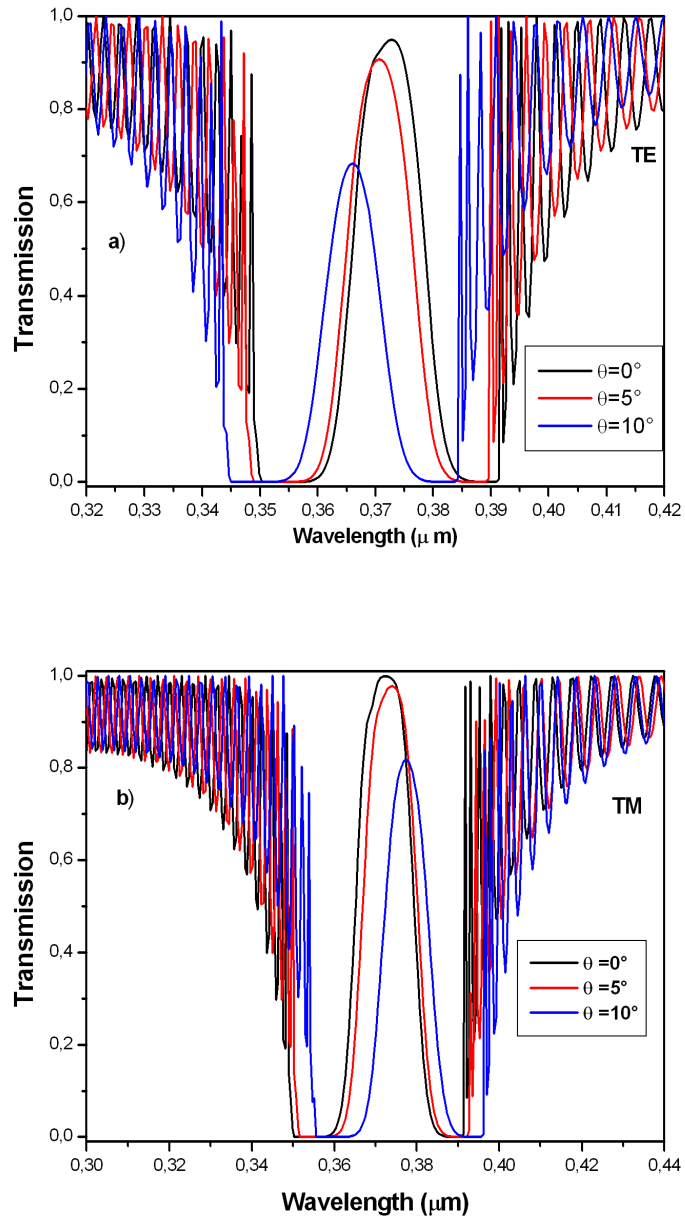 1,0
0,8
0,6
0,4
0,2
0,0
Transmission
a)
TE
θ=0°
θ=5°
θ=10°
0,32 0,33 0,34 0,35 0,36 0,37 0,38 0,39 0,40 0,41 0,42
Wavelength (μ m)
1,0
0,8
0,6
0,4
0,2
0,0
Transmission
b)
TM
θ =0°
θ =5°
θ =10°
0,30 0,32 0,34 0,36 0,38 0,40 0,42 0,44
Wavelength (μm)